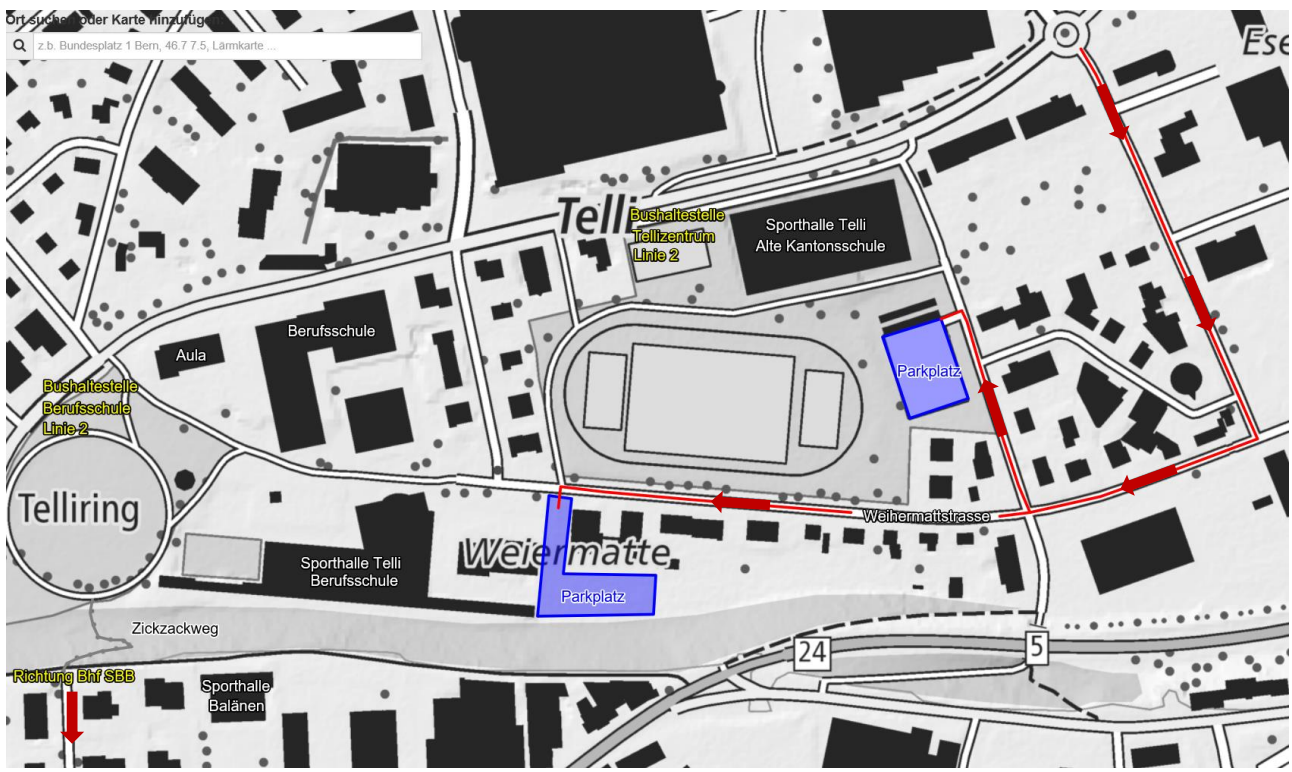 Ort suchen oder Karte hinzufügen:
z.b. Bundesplatz 1 Bern, 46.7 7.5, Lärmkarte ...
Ese
Telli
Bushaltestelle
Tellizentrum
Linie 2
Sporthalle Telli
Alte Kantonsschule
Berufsschule
Aula
Parkplatz
Bushaltestelle
Berufsschule
Linie 2
Telliring
Weihermattstrasse
Sporthalle Telli
Berufsschule
Weiermatte
Parkplatz
Zickzackweg
24
5
Richtung Bhf SBB
Sporthalle
Balänen